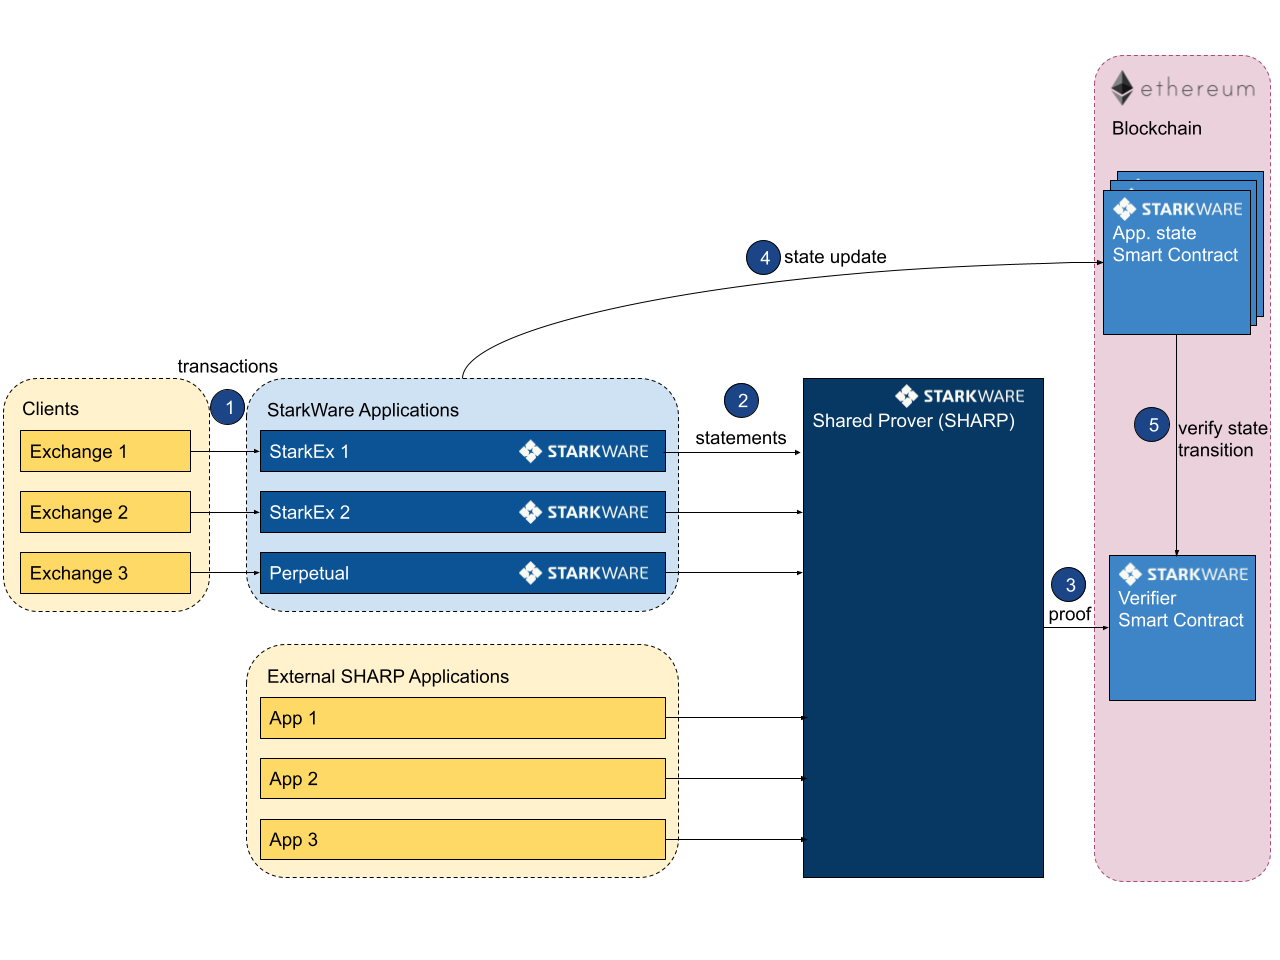 ethereum
Blockchain
STARKWARE
App. state
Smart Contract
4 state update
transactions
1
Clients
Exchange 1
Exchange 2
Exchange 3
StarkWare Applications
StarkEx 1 STARKWARE
StarkEx 2 STARKWARE
Perpetual STARKWARE
2
statements
STARKWARE
Shared Prover (SHARP)
5 verify state
transition
3
proof
STARKWARE
Verifier
Smart Contract
External SHARP Applications
App 1
App 2
App 3